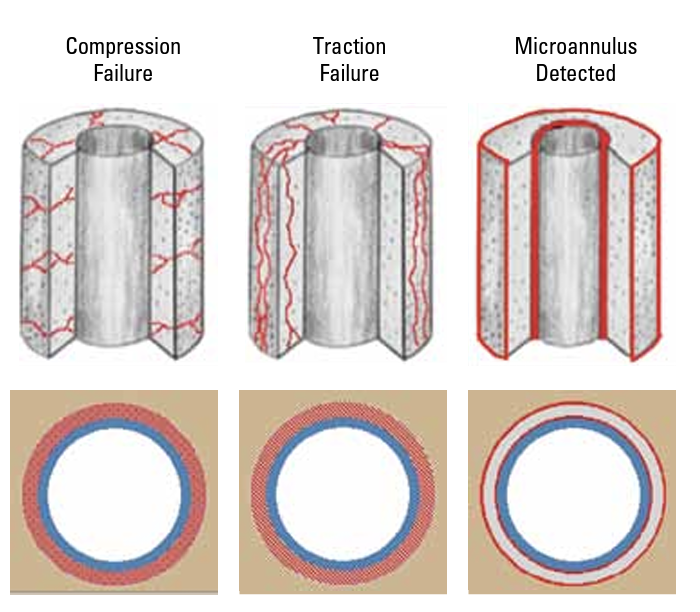 Compression
Failure
Traction
Failure
Microannulus
Detected